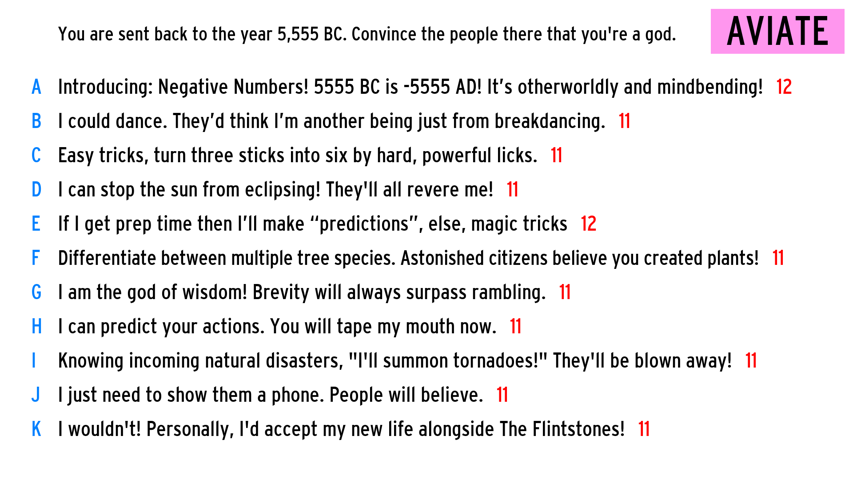 You are sent back to the year 5,555 BC. Convince the people there that you're a god.
AVIATE
A Introducing: Negative Numbers! 5555 BC is -5555 AD! It’s otherworldly and mindbending! 12
B I could dance. They’d think I’m another being just from breakdancing. 11
C Easy tricks, turn three sticks into six by hard, powerful licks. 11
D I can stop the sun from eclipsing! They'll all revere me! 11
E If I get prep time then I’ll make “predictions”, else, magic tricks 12
F Differentiate between multiple tree species. Astonished citizens believe you created plants! 11
G I am the god of wisdom! Brevity will always surpass rambling. 11
H I can predict your actions. You will tape my mouth now. 11
I Knowing incoming natural disasters, "I'll summon tornadoes!" They'll be blown away! 11
J I just need to show them a phone. People will believe. 11
K I wouldn't! Personally, I'd accept my new life alongside The Flintstones! 11